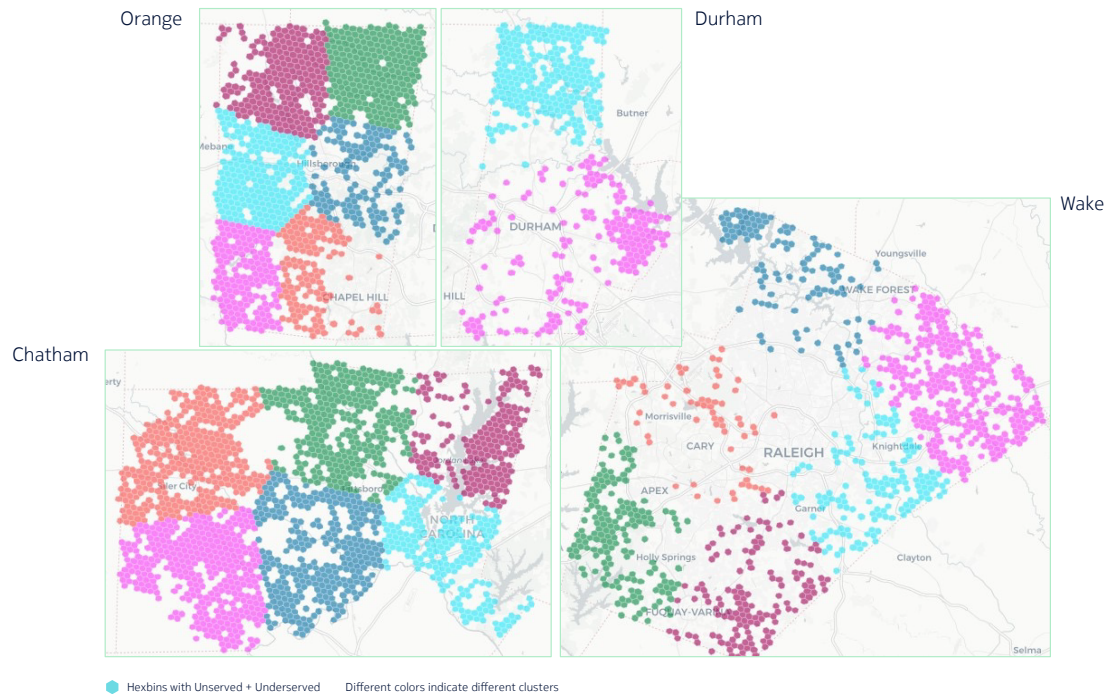 Orange
Durham
Butner
Mebane
Hillsborough
DURHAM
CHAPEL HILL
HILL
Wake
Youngsville
WAKE FOREST
Chatham
Morrisville
CARY
RALEIGH
Knightdale
APEX
Garner
NORTH
CAROLINA
Holly Springs
Clayton
FUQUAY-VARINA
Selma
Hexbins with Unserved + Underserved
Different colors indicate different clusters